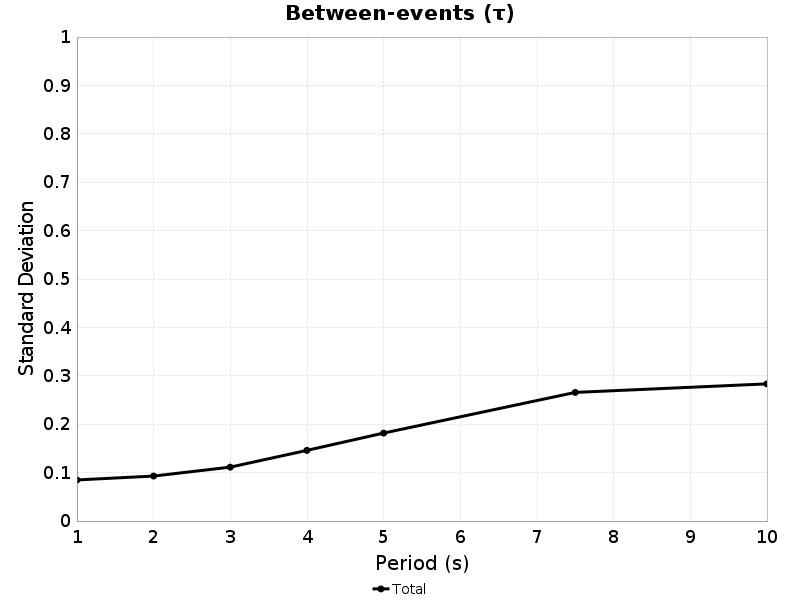 Between-events (τ)
1
0.9
0.8
0.7
0.6
0.5
0.4
0.3
0.2
0.1
0
Standard Deviation
1 2 3 4 5 6 7 8 9 10
Period (s)
Total